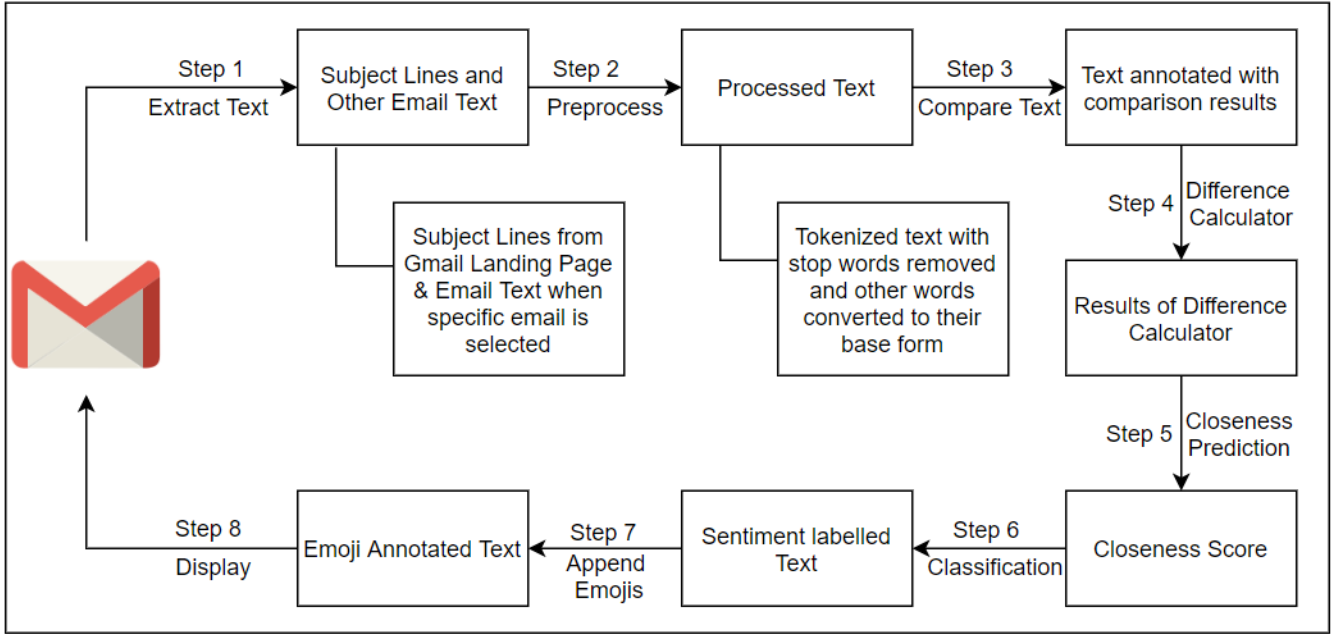 Step 1
Extract Text
Subject Lines and
Other Email Text
Step 2
Preprocess
Processed Text
Step 3
Compare Text
Text annotated with
comparison results
Subject Lines from
Gmail Landing Page
& Email Text when
specific email is
selected
Tokenized text with
stop words removed
and other words
converted to their
base form
Step 4
Difference
Calculator
Results of Difference
Calculator
Step 5
Closeness
Prediction
Closeness Score
Step 6
Classification
Sentiment labelled
Text
Step 7
Append
Emojis
Emoji Annotated Text
Step 8
Display